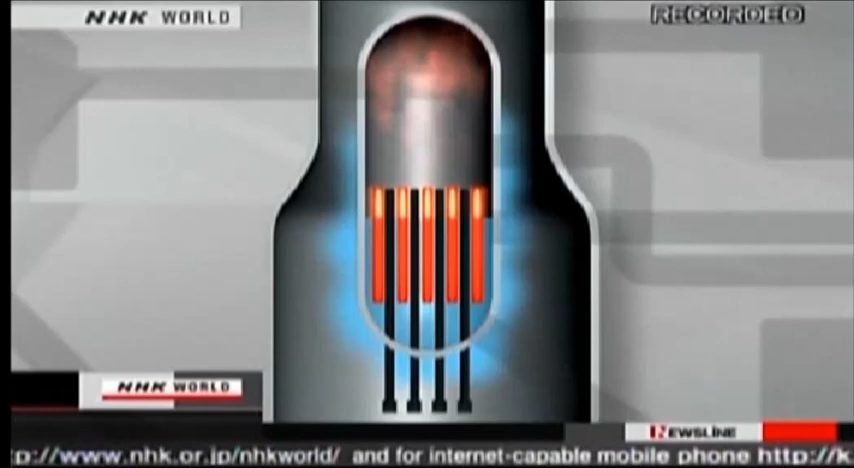 NHK WORLD
RECORDED
NHK WORLD
NEWSLINE
p://www.nhk.or.jp/nhkworld/ and for internet-capable mobile phone http://k